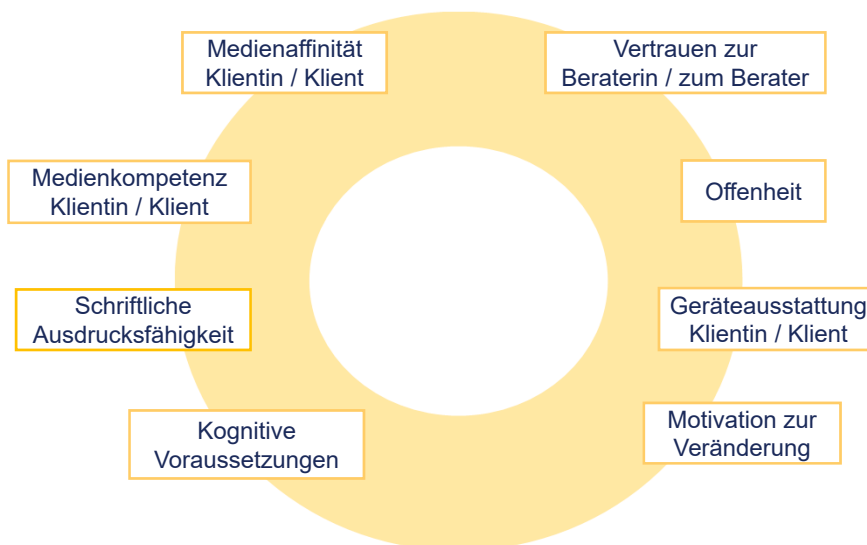 Medienaffinität
Klientin / Klient
Vertrauen zur
Beraterin / zum Berater
Medienkompetenz
Klientin / Klient
Offenheit
Schriftliche
Ausdrucksfähigkeit
Geräteausstattung
Klientin / Klient
Kognitive
Voraussetzungen
Motivation zur
Veränderung